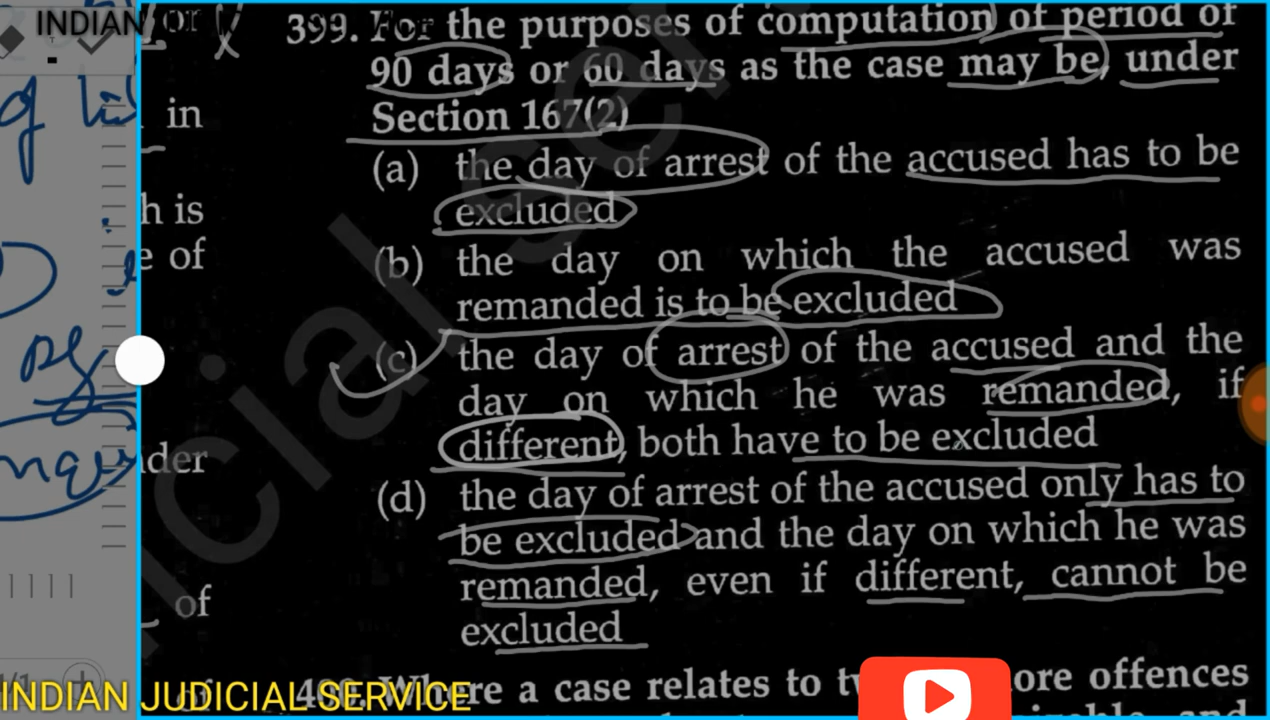 INDIAN
or
in
h is
e of
der
of
399. For the purposes of computation of period of
90 days or 60 days as the case may be, under
Section 167(2)
(a) the day of arrest of the accused has to be
excluded
(b) the day on which the accused was
remanded is to be excluded
(c) the day of arrest of the accused and the
day on which he was remanded, if
different, both have to be excluded
(d) the day of arrest of the accused only has to
be excluded and the day on which he was
remanded, even if different, cannot be
excluded
Where a case relates to ore offences
INDIAN JUDICIAL SERVICE